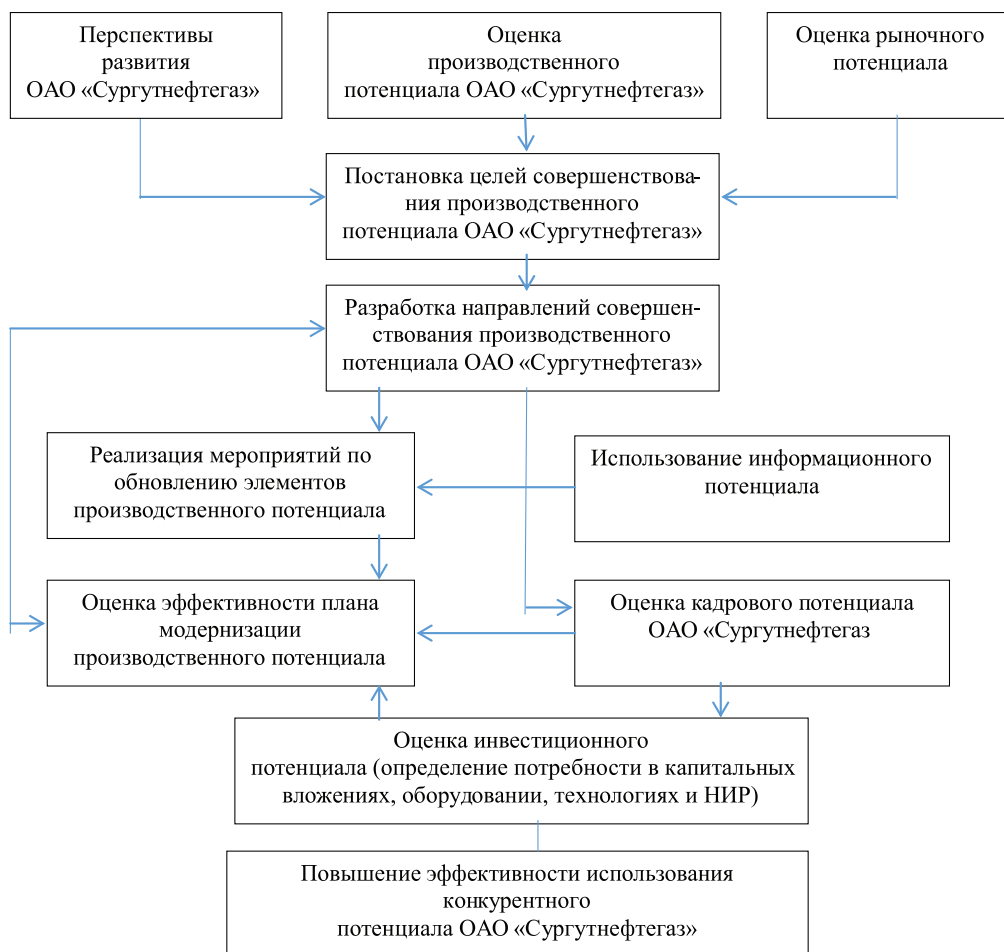 Перспективы
развития
ОАО «Сургутнефтегаз»
Оценка
производственного
потенциала ОАО «Сургутнефтегаз»
Оценка рыночного
потенциала
Постановка целей совершенствова-
ния производственного
потенциала ОАО «Сургутнефтегаз»
Разработка направлений совершен-
ствования производственного
потенциала ОАО «Сургутнефтегаз»
Реализация мероприятий по
обновлению элементов
производственного потенциала
Использование информационного
потенциала
Оценка эффективности плана
модернизации
производственного потенциала
Оценка кадрового потенциала
ОАО «Сургутнефтегаз
Оценка инвестиционного
потенциала (определение потребности в капитальных
вложениях, оборудовании, технологиях и НИР)
Повышение эффективности использования
конкурентного
потенциала ОАО «Сургутнефтегаз»